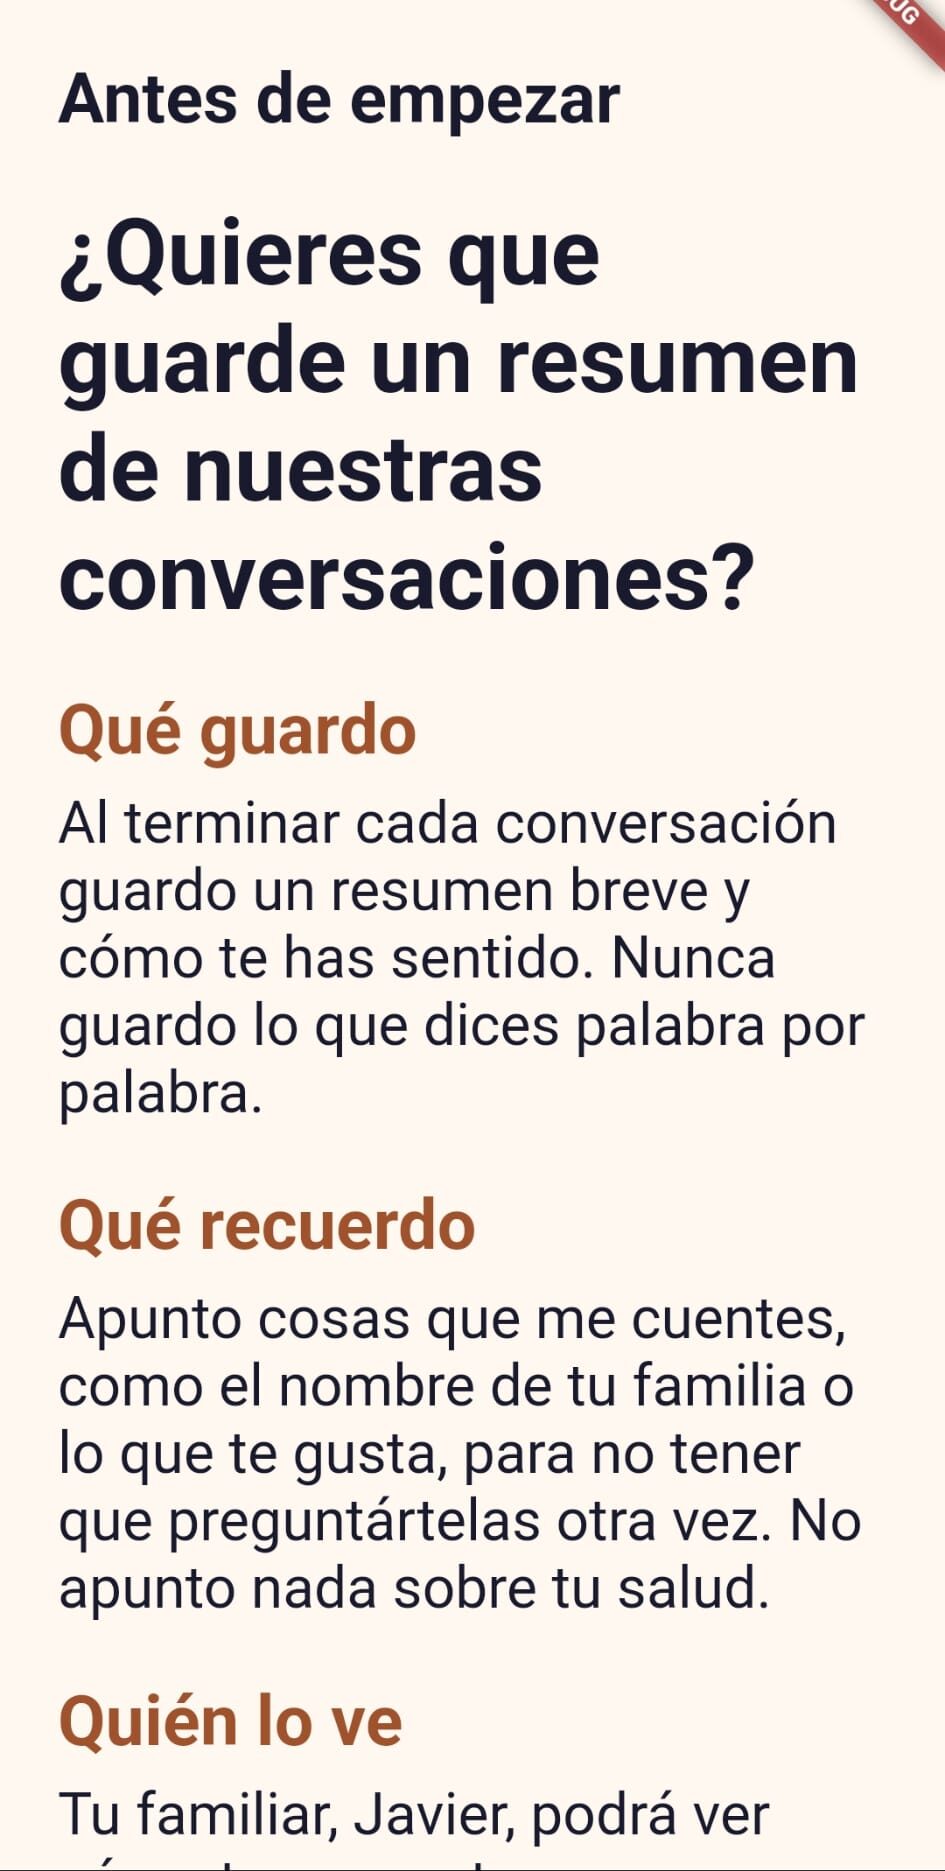 Antes de empezar
¿Quieres que
guarde un resumen
de nuestras
conversaciones?
Qué guardo
Al terminar cada conversación
guardo un resumen breve y
cómo te has sentido. Nunca
guardo lo que dices palabra por
palabra.
Qué recuerdo
Apunto cosas que me cuentes,
como el nombre de tu familia o
lo que te gusta, para no tener
que preguntártelas otra vez. No
apunto nada sobre tu salud.
Quién lo ve
Tu familiar, Javier, podrá ver